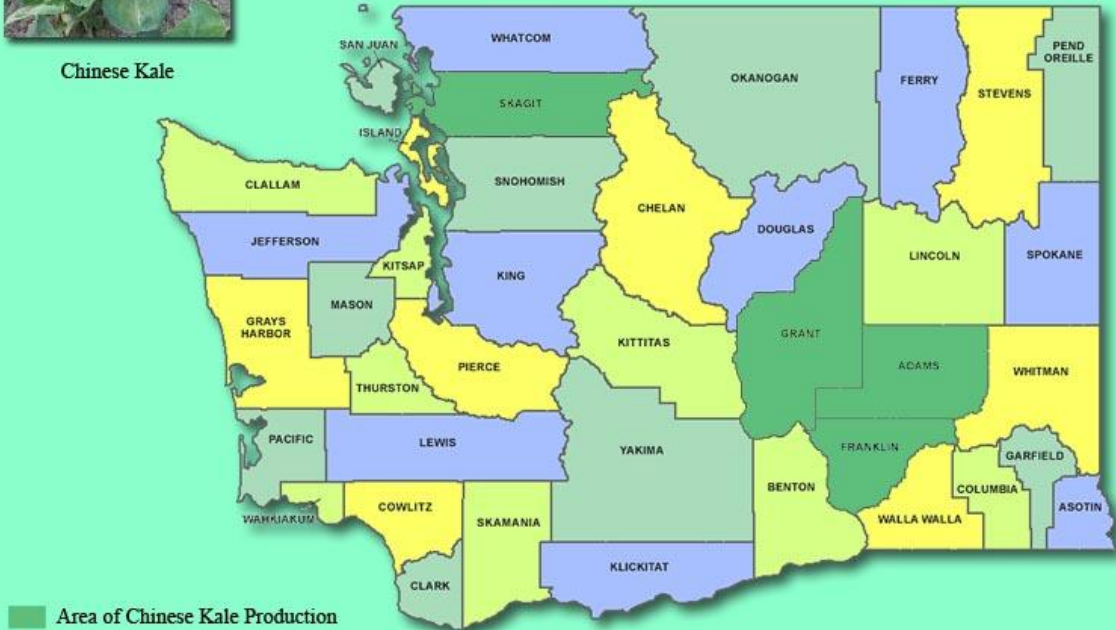 Chinese Kale
SAN JUAN
WHATCOM
SKAGIT
ISLAND
SNOHOMISH
OKANOGAN
FERRY
STEVENS
PEND
OREILLE
CLALLAM
JEFFERSON
KITSAP
KING
CHELAN
DOUGLAS
LINCOLN
SPOKANE
MASON
GRAYS
HARBOR
THURSTON
PIERCE
KITTITAS
GRANT
ADAMS
WHITMAN
PACIFIC
LEWIS
YAKIMA
FRANKLIN
GARFIELD
WAHKIAKUM
COWLITZ
SKAMANIA
BENTON
WALLA WALLA
COLUMBIA
ASOTIN
CLARK
KLICKITAT
Area of Chinese Kale Production